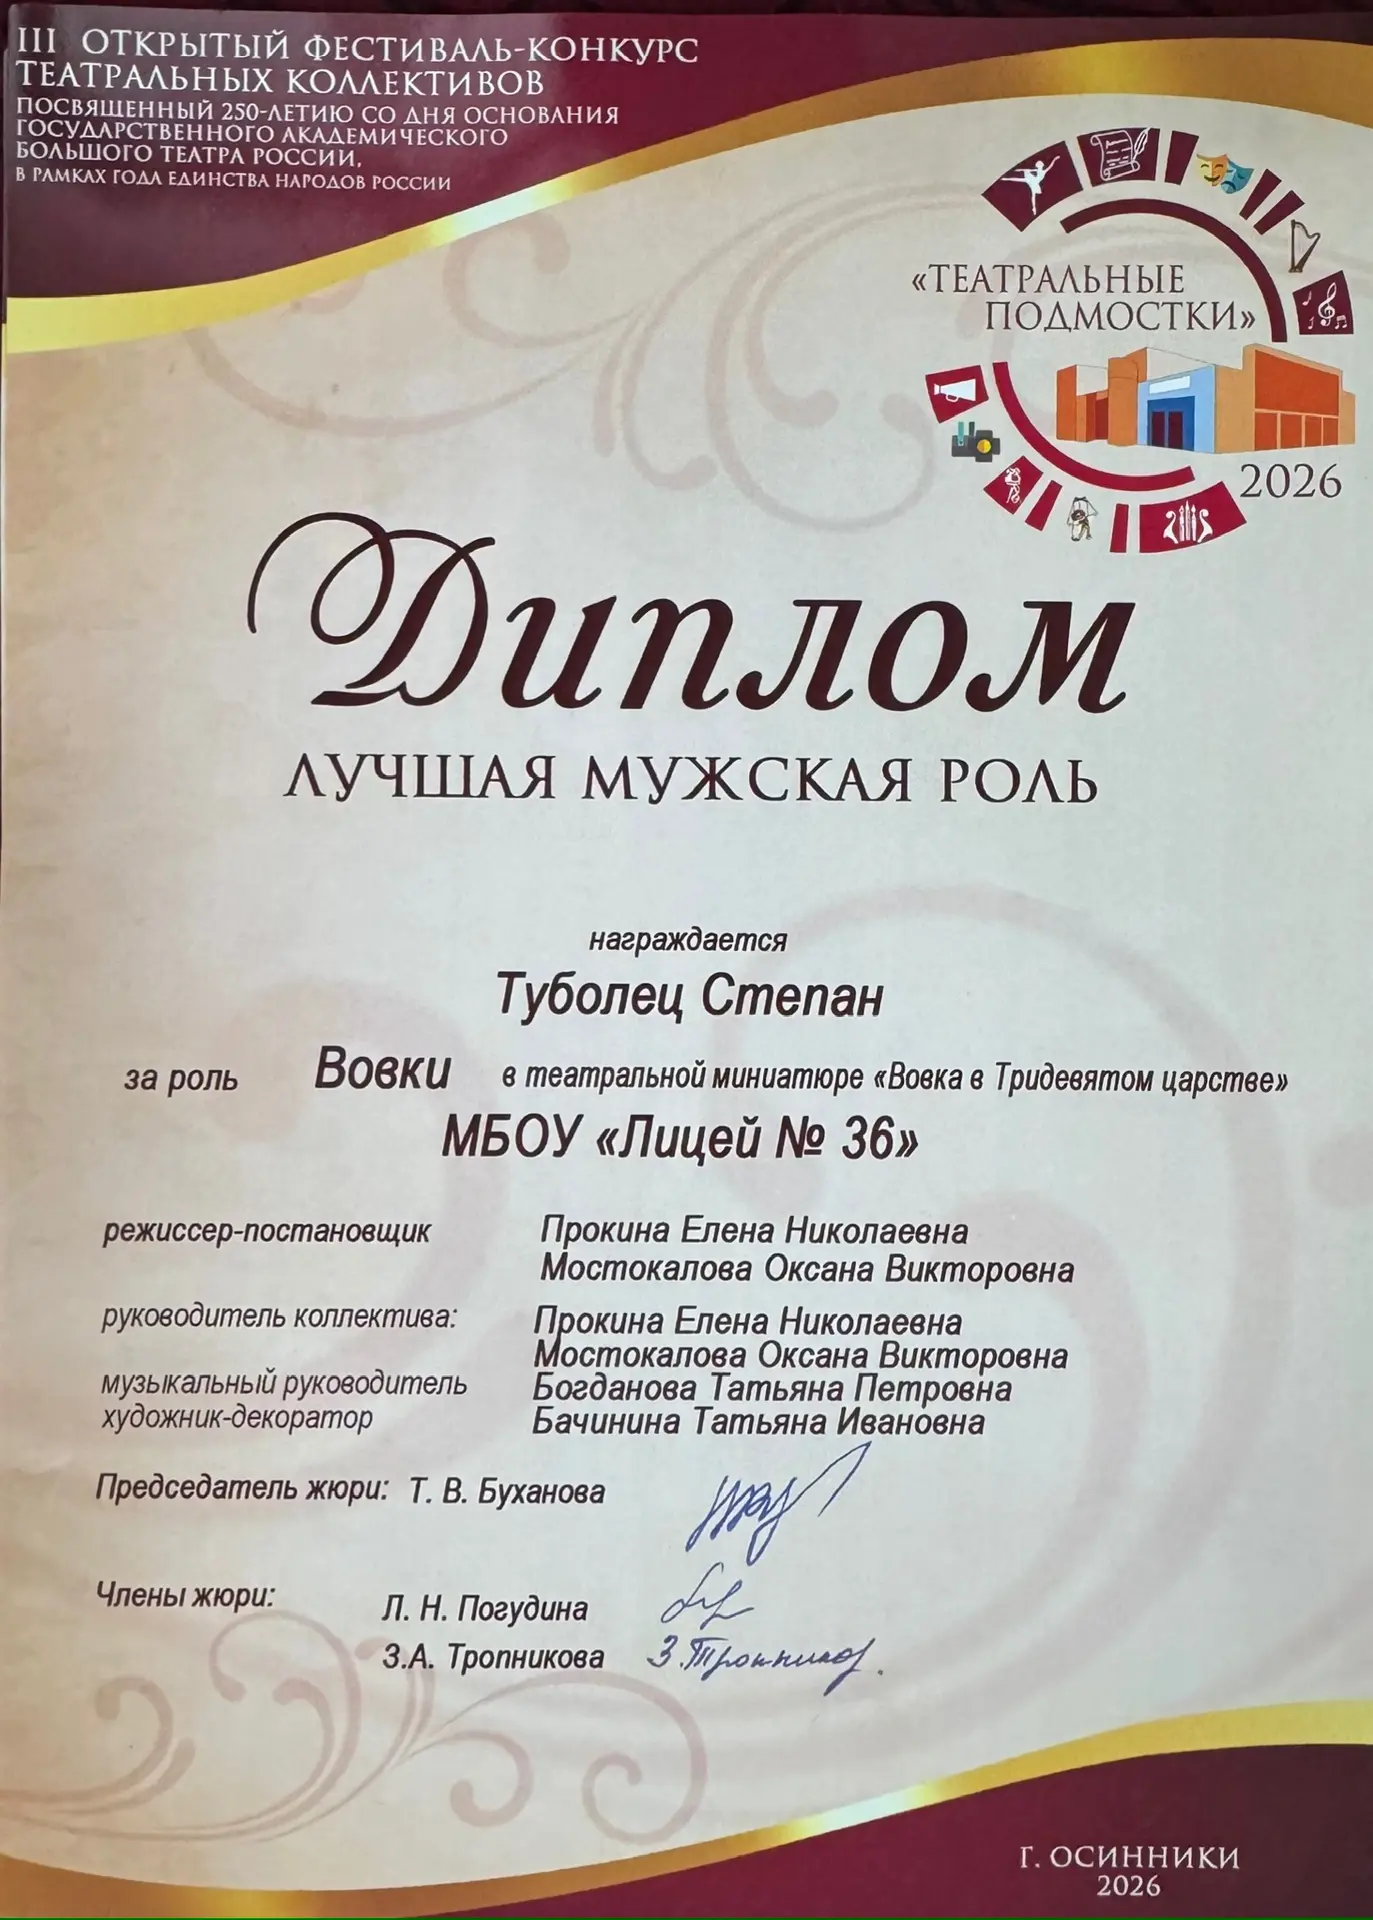 III ОТКРЫТЫЙ ФЕСТИВАЛЬ-КОНКУРС
ТЕАТРАЛЬНЫХ КОЛЛЕКТИВОВ
ПОСВЯЩЕННЫЙ 250-ЛЕТИЮ СО ДНЯ ОСНОВАНИЯ
ГОСУДАРСТВЕННОГО АКАДЕМИЧЕСКОГО
БОЛЬШОГО ТЕАТРА РОССИИ,
В РАМКАХ ГОДА ЕДИНСТВА НАРОДОВ РОССИИ
«ТЕАТРАЛЬНЫЕ
ПОДМОСТКИ»
2026
Диплом
ЛУЧШАЯ МУЖСКАЯ РОЛЬ
награждается
Туболец Степан
за роль Вовки в театральной миниатюре «Вовка в Тридевятом царстве»
МБОУ «Лицей № 36»
режиссер-постановщик Прокина Елена Николаевна
Мостокалова Оксана Викторовна
руководитель коллектива: Прокина Елена Николаевна
Мостокалова Оксана Викторовна
музыкальный руководитель Богданова Татьяна Петровна
художник-декоратор Бачинина Татьяна Ивановна
Председатель жюри: Т. В. Буханова
Члены жюри: Л. Н. Погудина
З.А. Тропникова
Г. ОСИННИКИ
2026